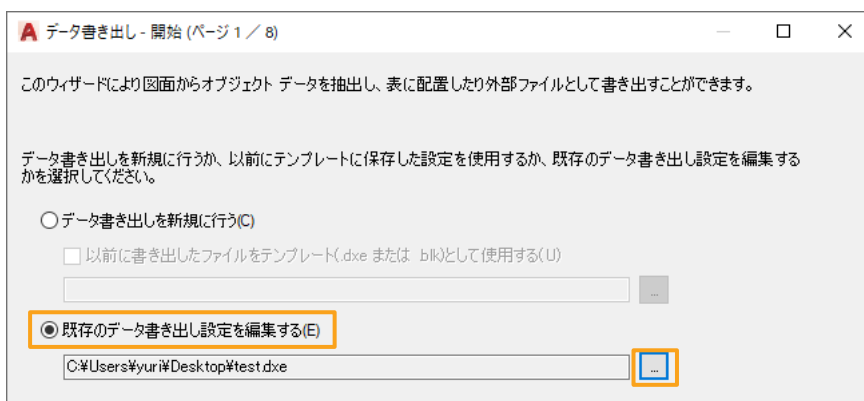 データ書き出し - 開始 (ページ 1 ／ 8)
このウィザードにより図面からオブジェクト データを抽出し、表に配置したり外部ファイルとして書き出すことができます。
データ書き出しを新規に行うか、以前にテンプレートに保存した設定を使用するか、既存のデータ書き出し設定を編集する
かを選択してください。
データ書き出しを新規に行う(C)
以前に書き出したファイルをテンプレート(.dxe または .blk)として使用する(U)
...
既存のデータ書き出し設定を編集する(E)
C:¥Users¥yuri¥Desktop¥test.dxe
...